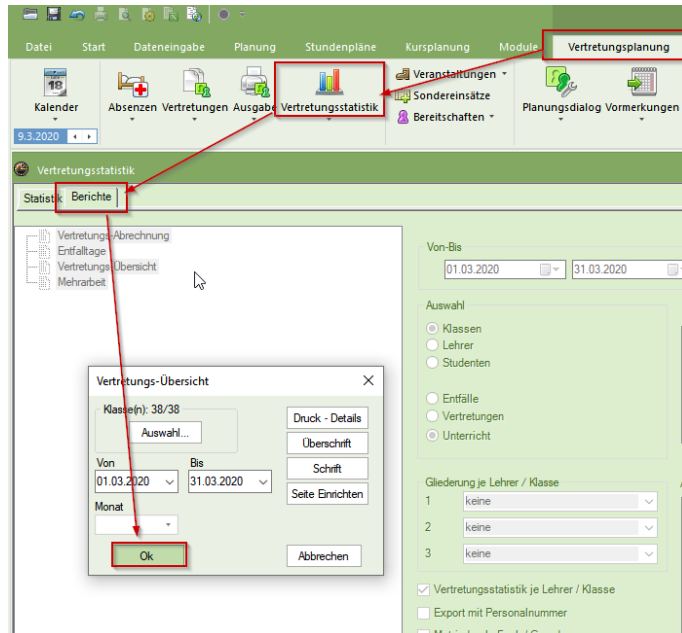 Datei Start Dateneingabe Planung Stundenpläne Kursplanung Module Vertretungsplanung
18
Kalender
Absenzen Vertretungen Ausgabe Vertretungsstatistik
Veranstaltungen
Sondereinsätze
Bereitschaften
18
Planungsdialog Vormerkungen
9.3.2020
Vertretungsstatistik
Statistik Berichte
Vertretungs-Abrechnung
Entfalltage
Vertretungs-Übersicht
Mehrarbeit
Von-Bis
01.03.2020 31.03.2020
Auswahl
Klassen
Lehrer
Studenten
Entfälle
Vertretungen
Unterricht
Gliederung je Lehrer / Klasse
1 keine
2 keine
3 keine
Vertretungsstatistik je Lehrer / Klasse
Export mit Personalnummer
Vertretungs-Übersicht
Klasse(n): 38/38
Auswahl...
Druck - Details
Überschrift
Schrift
Seite Einrichten
Von Bis
01.03.2020 31.03.2020
Monat
Ok Abbrechen